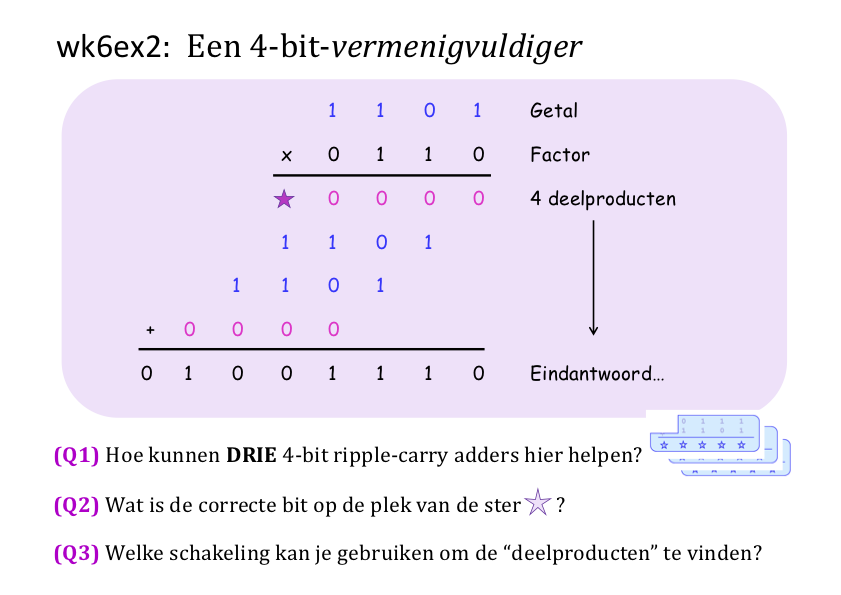 wk6ex2: Een 4-bit-vermenigvuldiger
1 1 0 1 Getal
x 0 1 1 0 Factor
★ 0 0 0 0 4 deelproducten
1 1 0 1
1 1 0 1
+ 0 0 0 0
0 1 0 0 1 1 1 0 Eindantwoord...
0 1 1 1
1 1 0 1
☆ ☆ ☆ ☆ ☆
(Q1) Hoe kunnen DRIE 4-bit ripple-carry adders hier helpen?
(Q2) Wat is de correcte bit op de plek van de ster ☆ ?
(Q3) Welke schakeling kan je gebruiken om de “deelproducten” te vinden?